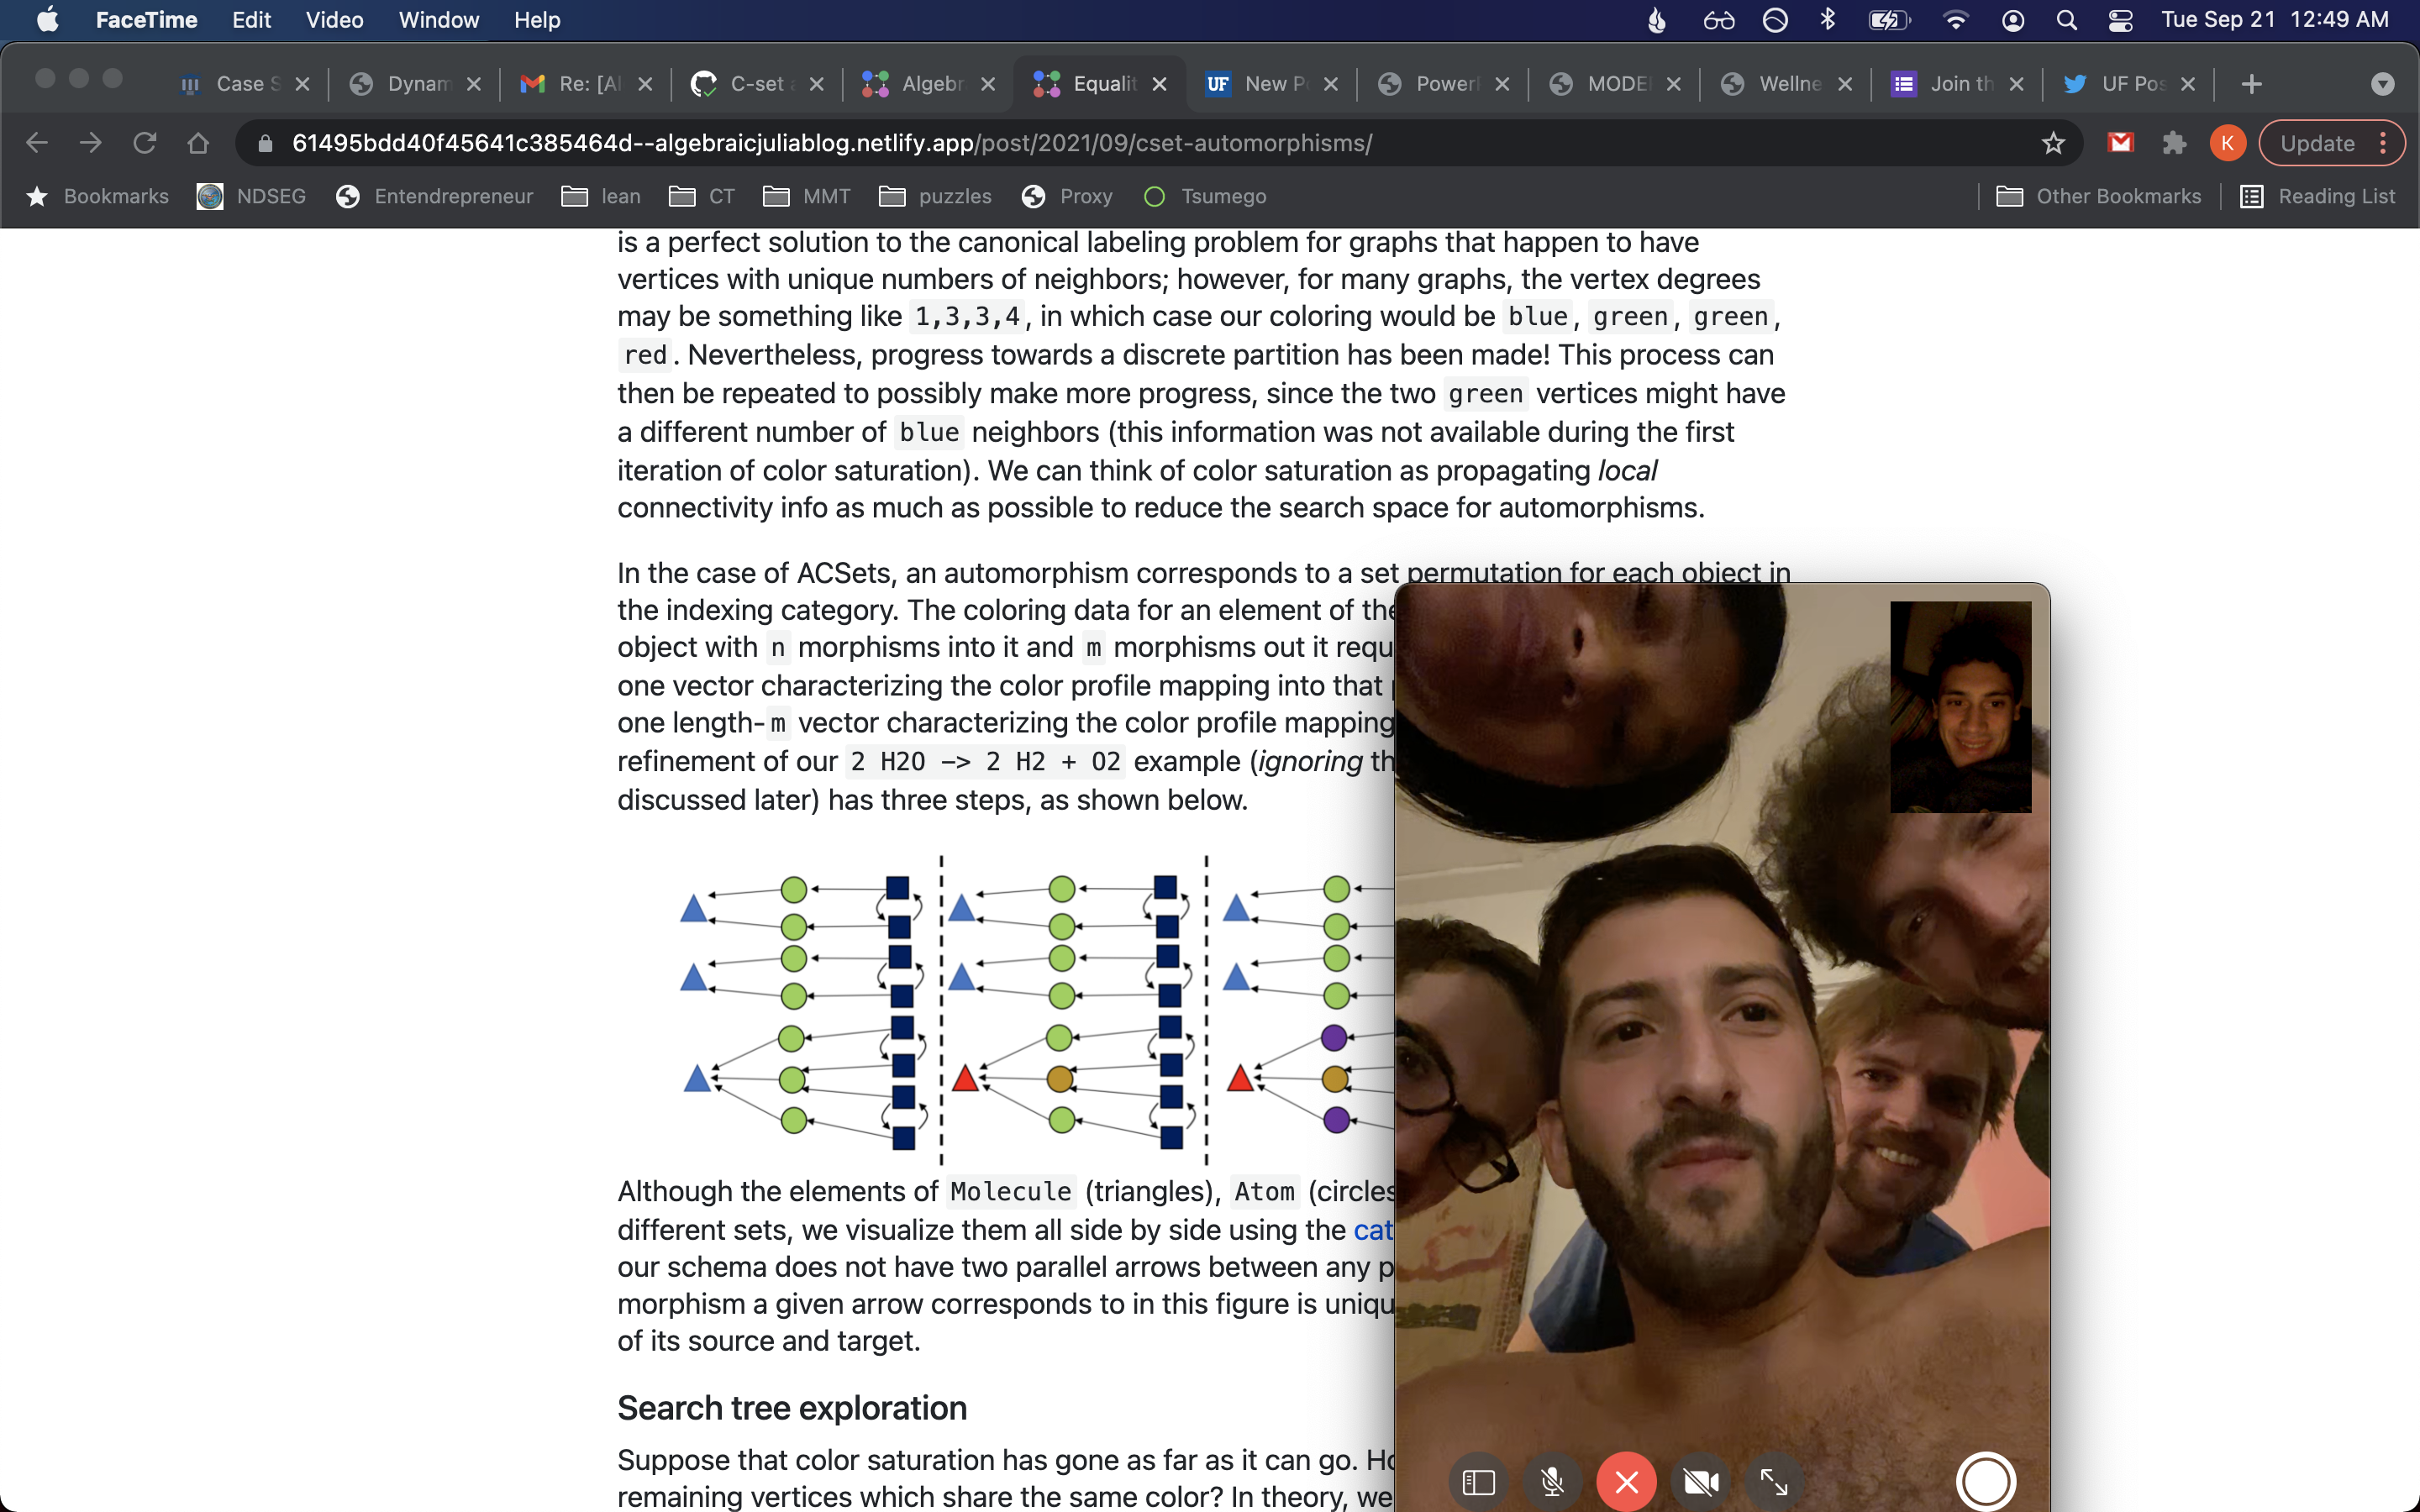 FaceTime Edit Video Window Help Tue Sep 21 12:49 AM
Case S Dynam Re: [Al C-set a Algebr Equalit UF New P Power MODE Wellne Join th UF Pos
61495bdd40f45641c385464d--algebraicjuliablog.netlify.app/post/2021/09/cset-automorphisms/ K Update
Bookmarks NDSEG Entendrepreneur lean CT MMT puzzles Proxy Tsumego Other Bookmarks Reading List
is a perfect solution to the canonical labeling problem for graphs that happen to have
vertices with unique numbers of neighbors; however, for many graphs, the vertex degrees
may be something like 1,3,3,4, in which case our coloring would be blue, green, green,
red. Nevertheless, progress towards a discrete partition has been made! This process can
then be repeated to possibly make more progress, since the two green vertices might have
a different number of blue neighbors (this information was not available during the first
iteration of color saturation). We can think of color saturation as propagating local
connectivity info as much as possible to reduce the search space for automorphisms.
In the case of ACSets, an automorphism corresponds to a set permutation for each object in
the indexing category. The coloring data for an element of the
object with n morphisms into it and m morphisms out it requ
one vector characterizing the color profile mapping into that
one length-m vector characterizing the color profile mapping
refinement of our 2 H2O -> 2 H2 + O2 example (ignoring th
discussed later) has three steps, as shown below.
Although the elements of Molecule (triangles), Atom (circles
different sets, we visualize them all side by side using the cat
our schema does not have two parallel arrows between any p
morphism a given arrow corresponds to in this figure is uniqu
of its source and target.
Search tree exploration
Suppose that color saturation has gone as far as it can go. Ho
remaining vertices which share the same color? In theory, we